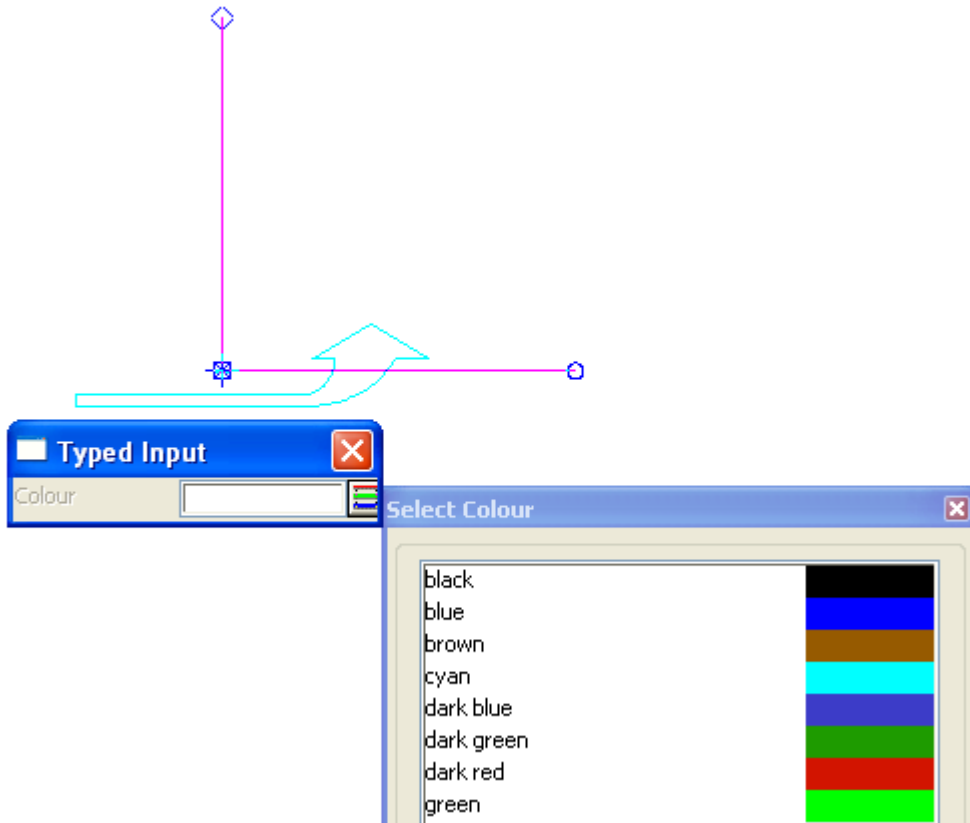 Typed Input
Colour
Select Colour
black
blue
brown
cyan
dark blue
dark green
dark red
green